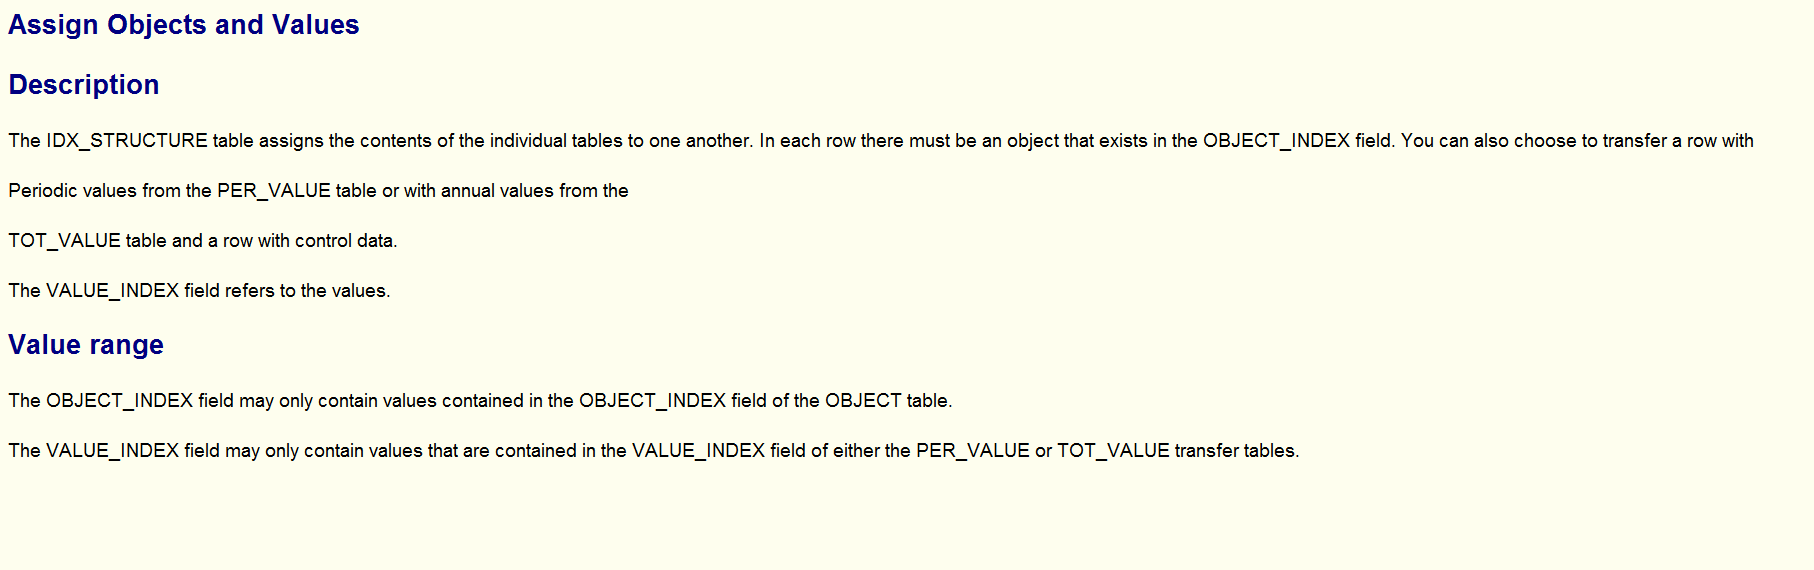 Assign Objects and Values
Description
The IDX_STRUCTURE table assigns the contents of the individual tables to one another. In each row there must be an object that exists in the OBJECT_INDEX field. You can also choose to transfer a row with
Periodic values from the PER_VALUE table or with annual values from the
TOT_VALUE table and a row with control data.
The VALUE_INDEX field refers to the values.
Value range
The OBJECT_INDEX field may only contain values contained in the OBJECT_INDEX field of the OBJECT table.
The VALUE_INDEX field may only contain values that are contained in the VALUE_INDEX field of either the PER_VALUE or TOT_VALUE transfer tables.